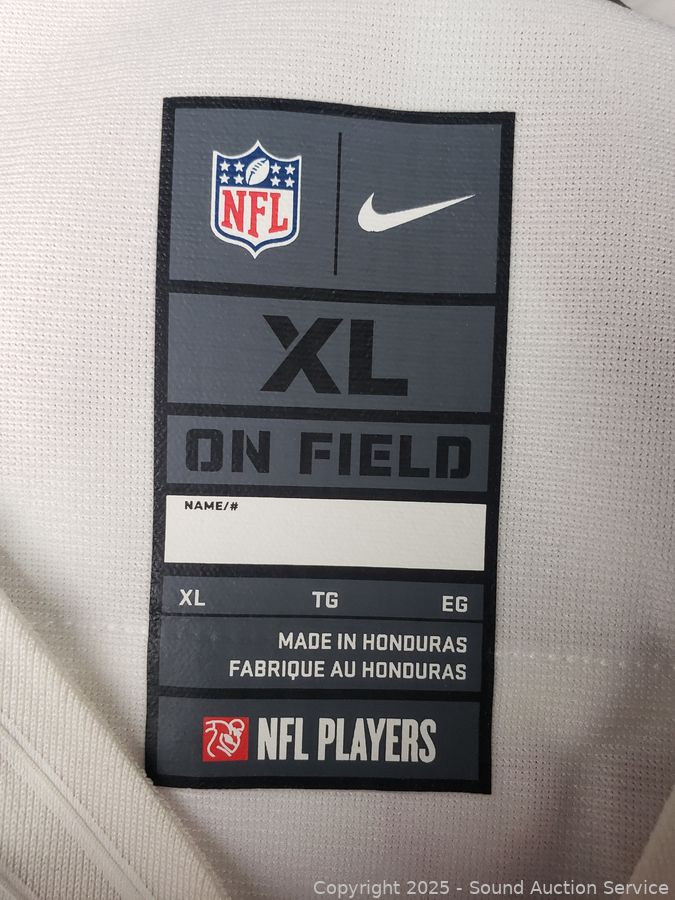 NFL
XL
ON FIELD
NAME/#
XL TG EG
MADE IN HONDURAS
FABRIQUE AU HONDURAS
NFL PLAYERS
Copyright 2025 - Sound Auction Service